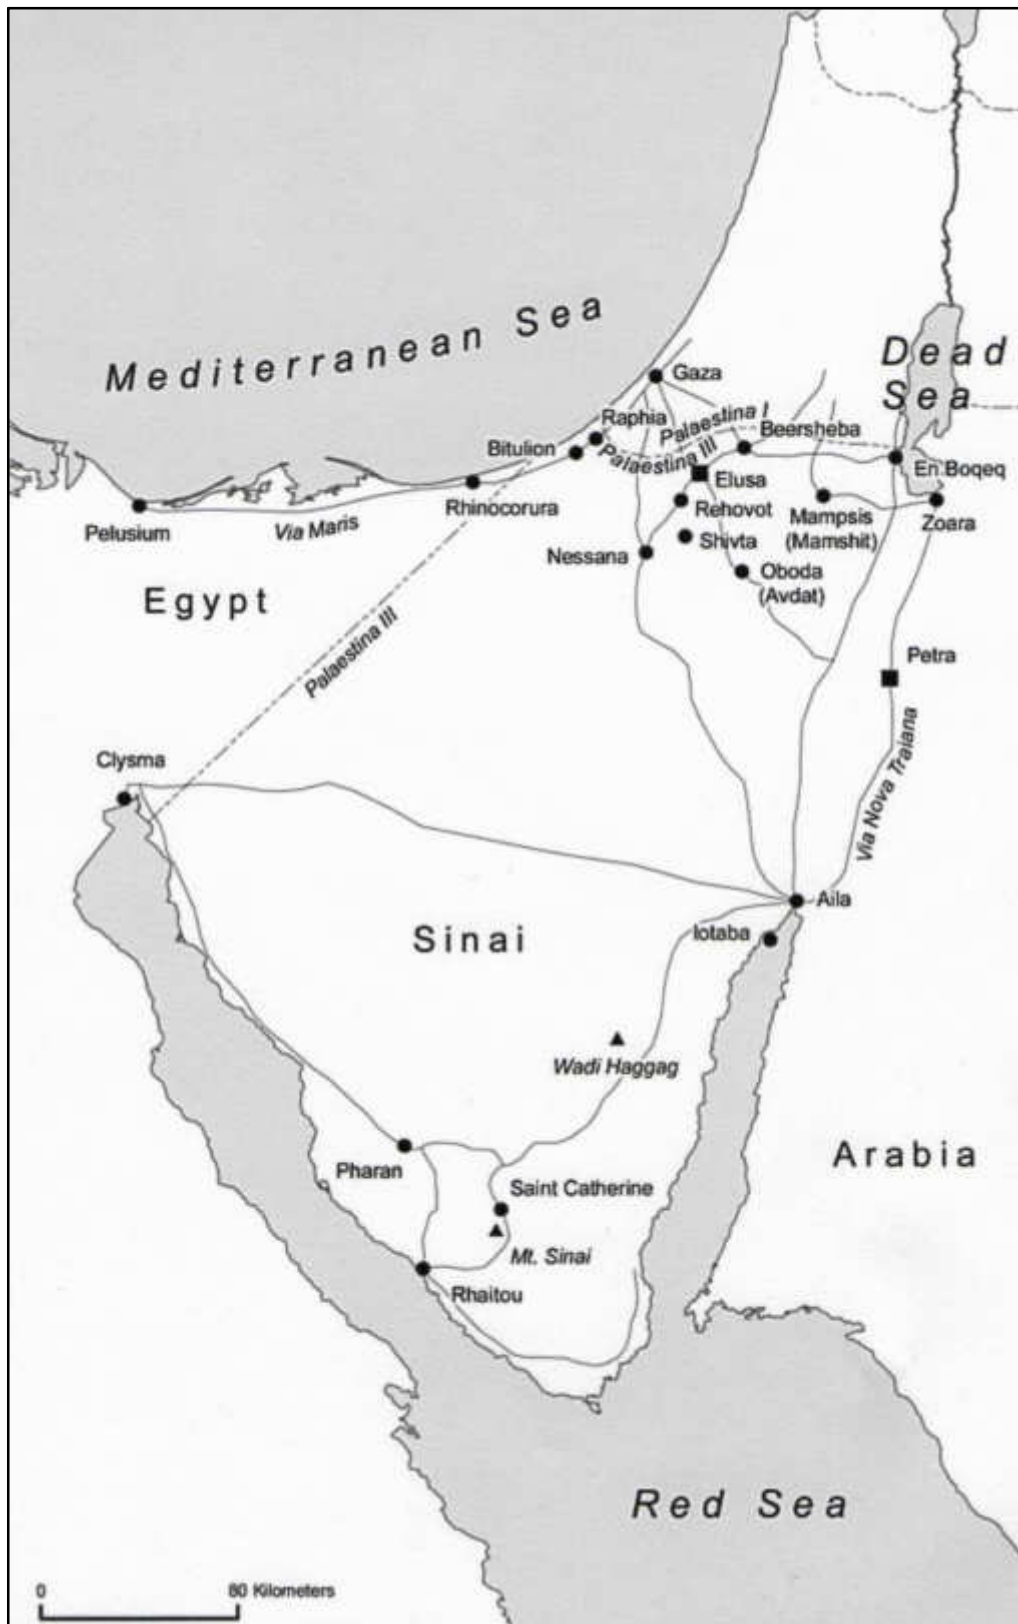 Mediterranean Sea
Dead
Sea
Gaza
Raphia
Palaestina I
Beersheba
Bitulion
Palaestina III
En Boqeq
Elusa
Rhinocorura
Rehovot
Mampsis
(Mamshit)
Zoara
Pelusium
Via Maris
Shivta
Nessana
Oboda
(Avdat)
Egypt
Palaestina III
Petra
Clysma
Via Nova Traiana
Aila
Iotaba
Sinai
Wadi Haggag
Arabia
Pharan
Saint Catherine
Mt. Sinai
Rhaitou
Red Sea
0
80 Kilometers